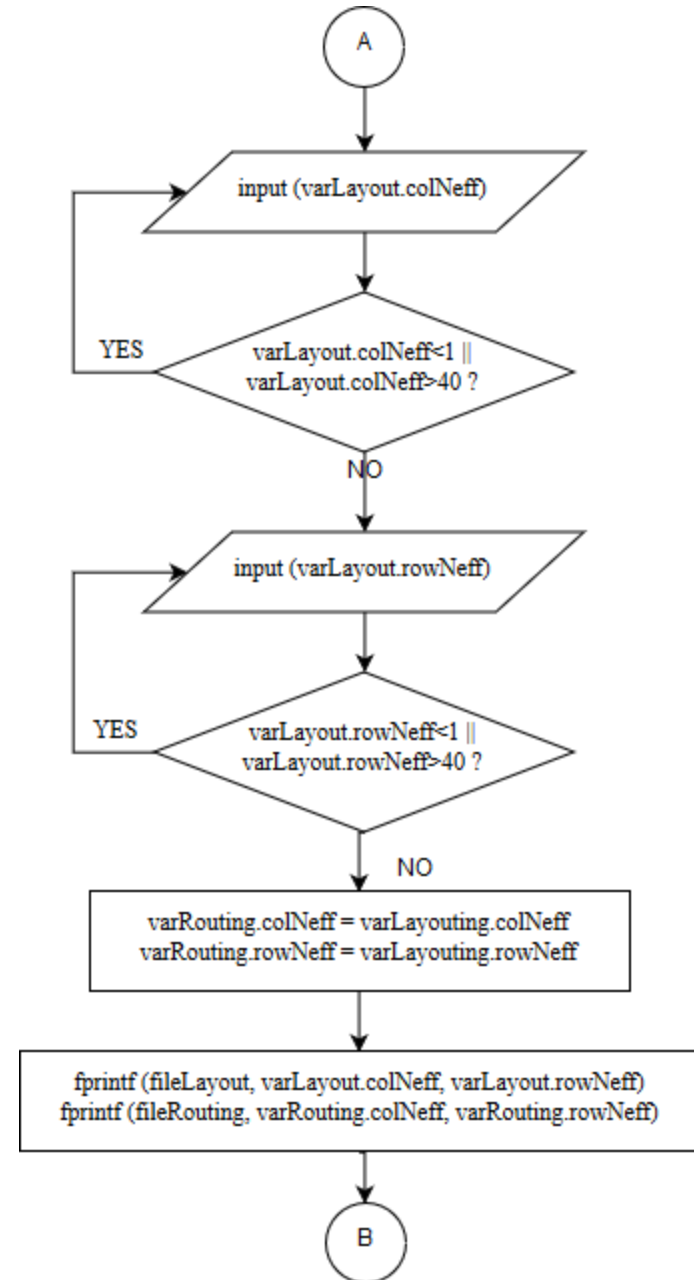 A
input (varLayout.colNeff)
YES
varLayout.colNeff<1 ||
varLayout.colNeff>40 ?
NO
input (varLayout.rowNeff)
YES
varLayout.rowNeff<1 ||
varLayout.rowNeff>40 ?
NO
varRouting.colNeff = varLayouting.colNeff
varRouting.rowNeff = varLayouting.rowNeff
fprintf (fileLayout, varLayout.colNeff, varLayout.rowNeff)
fprintf (fileRouting, varRouting.colNeff, varRouting.rowNeff)
B